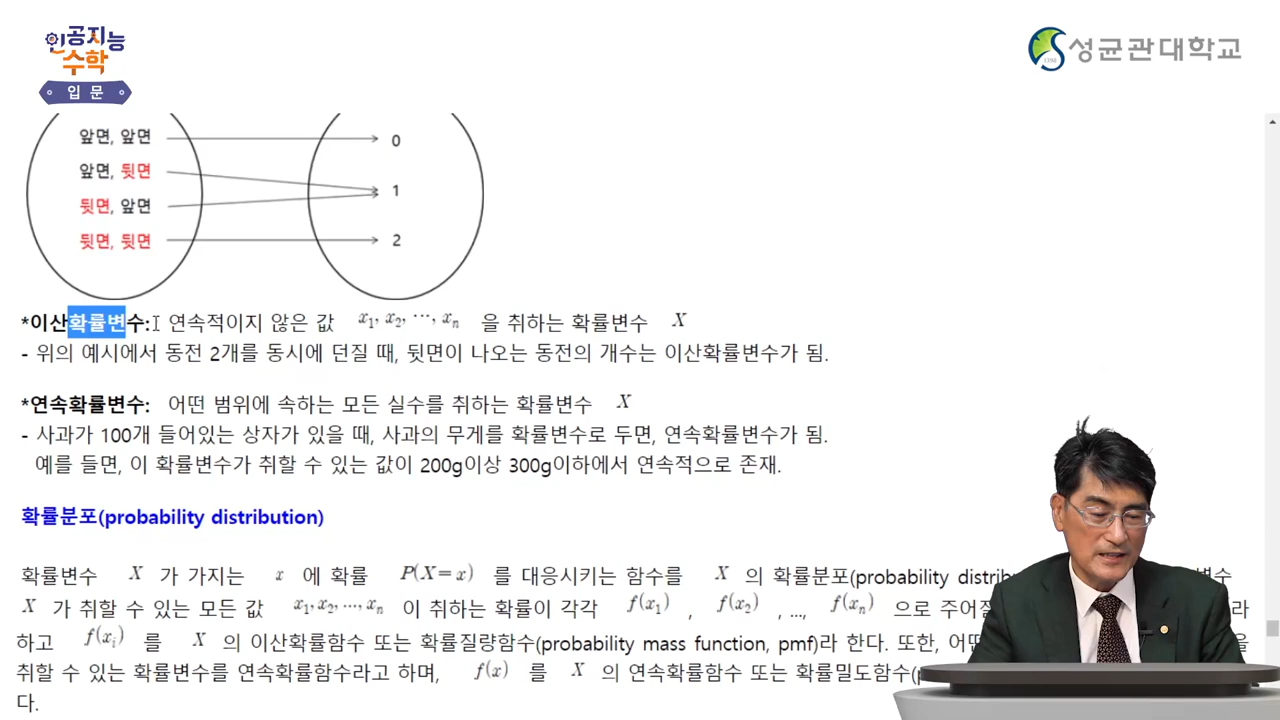 인공지능
수학
입문
성균관대학교
앞면, 앞면
0
앞면, 뒷면
1
뒷면, 앞면
뒷면, 뒷면
2
*이산확률변수: 연속적이지 않은 값 x₁, x₂, ⋯, xₙ 을 취하는 확률변수 X
- 위의 예시에서 동전 2개를 동시에 던질 때, 뒷면이 나오는 동전의 개수는 이산확률변수가 됨.
*연속확률변수: 어떤 범위에 속하는 모든 실수를 취하는 확률변수 X
- 사과가 100개 들어있는 상자가 있을 때, 사과의 무게를 확률변수로 두면, 연속확률변수가 됨.
예를 들면, 이 확률변수가 취할 수 있는 값이 200g이상 300g이하에서 연속적으로 존재.
확률분포(probability distribution)
확률변수 X 가 가지는 x 에 확률 P(X=x) 를 대응시키는 함수를 X 의 확률분포(probability 변수
X 가 취할 수 있는 모든 값 x₁,x₂,...,xₙ 이 취하는 확률이 각각 f(x₁) , f(x₂) , ..., f(xₙ) 으로 라
하고 f(xᵢ) 를 X 의 이산확률함수 또는 확률질량함수(probability mass function, pmf)라 한다. 또한, 을
취할 수 있는 확률변수를 연속확률함수라고 하며, f(x) 를 X 의 연속확률함수 또는 확률밀도함수(
다.